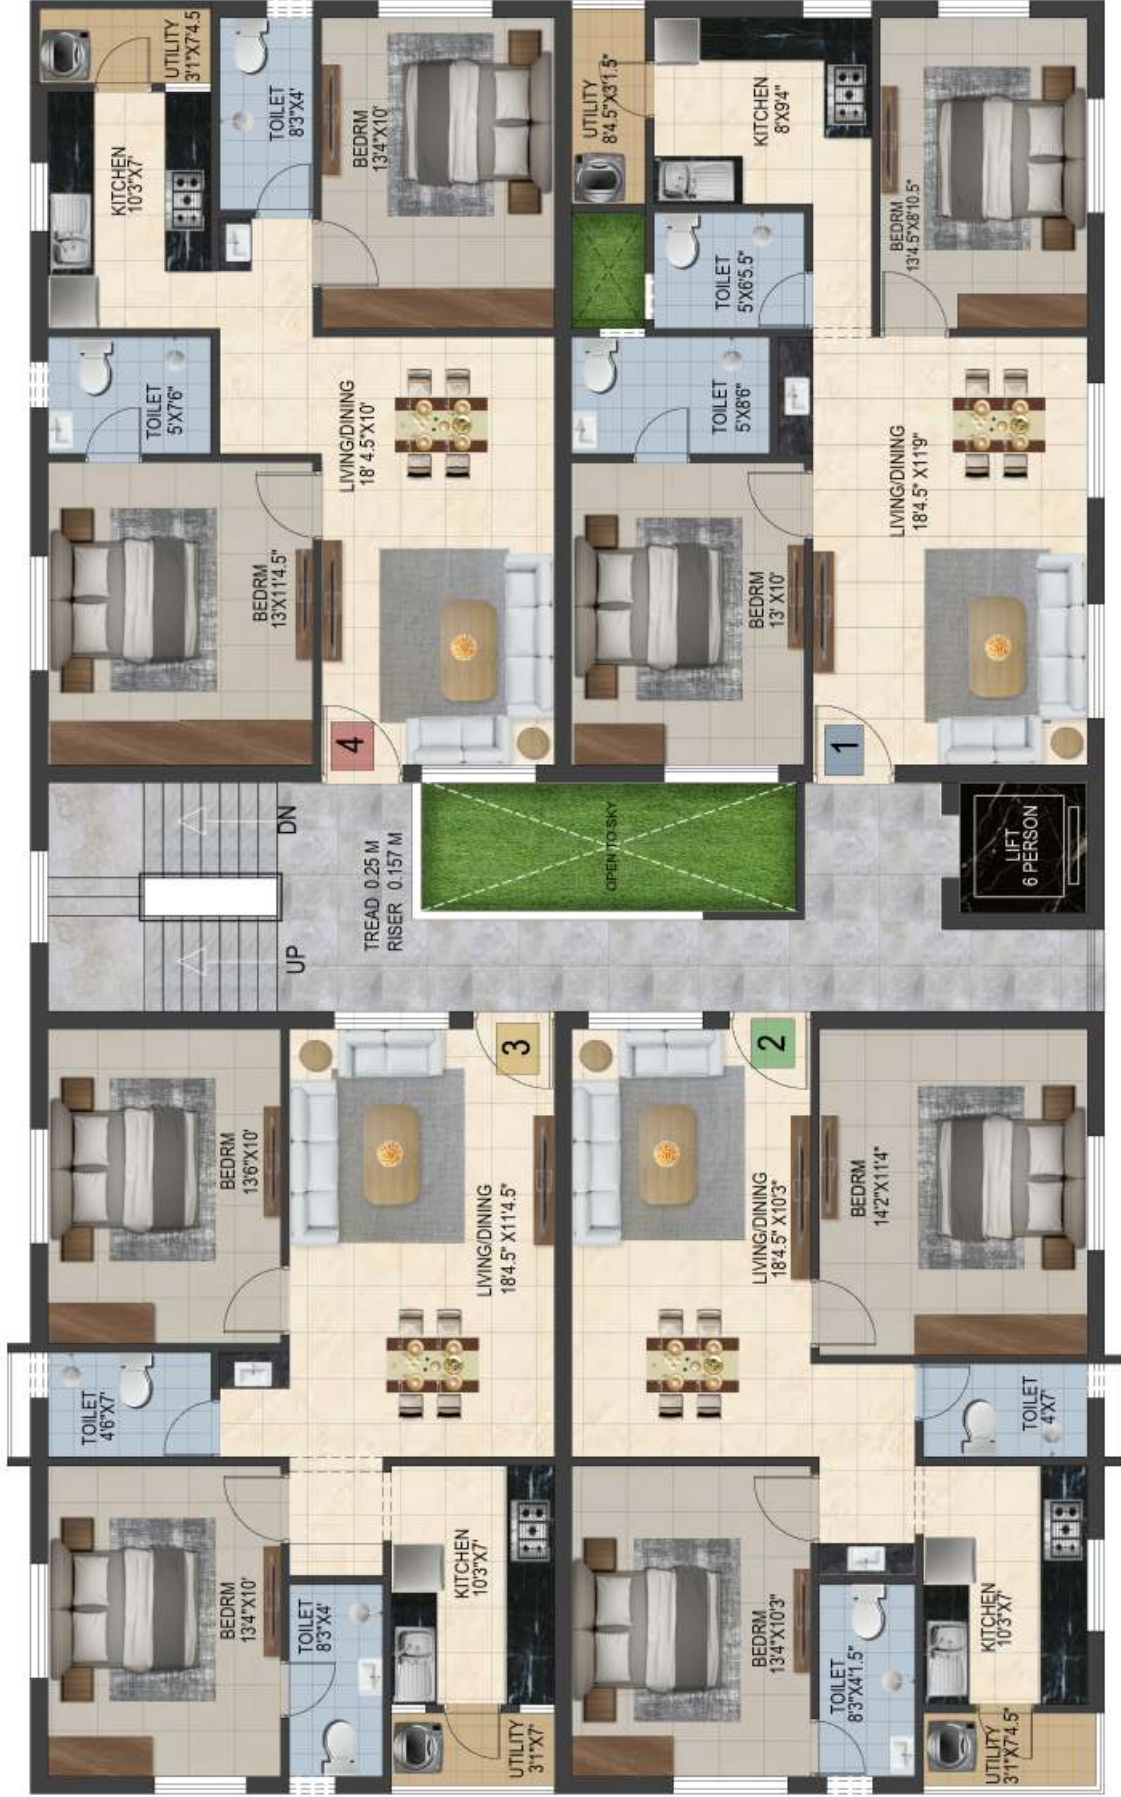 UTILITY
3'1"X7'4.5
KITCHEN
10'3"X7'
TOILET
8'3"X4'
BEDRM
13'4"X10'
TOILET
5'X7'6"
LIVING/DINING
18' 4.5"X10'
BEDRM
13'X11'4.5"
4
UTILITY
8'4.5"X3'1.5"
KITCHEN
8'X9'4"
BEDRM
13'4.5"X8'10.5"
TOILET
5'X6'5.5"
TOILET
5'X8'6"
LIVING/DINING
18'4.5" X11'9"
BEDRM
13' X10'
1
DN
UP
TREAD 0.25 M
RISER 0.157 M
OPEN TO SKY
LIFT
6 PERSON
3
BEDRM
13'6"X10'
LIVING/DINING
18'4.5" X11'4.5"
TOILET
4'6"X7'
BEDRM
13'4"X10'
TOILET
8'3"X4'
KITCHEN
10'3"X7'
UTILITY
3'1"X7'
2
LIVING/DINING
18'4.5" X10'3"
BEDRM
14'2"X11'4"
TOILET
4'X7'
BEDRM
13'4"X10'3"
TOILET
8'3"X4'1.5"
KITCHEN
10'3"X7'
UTILITY
3'1"X7'4.5"